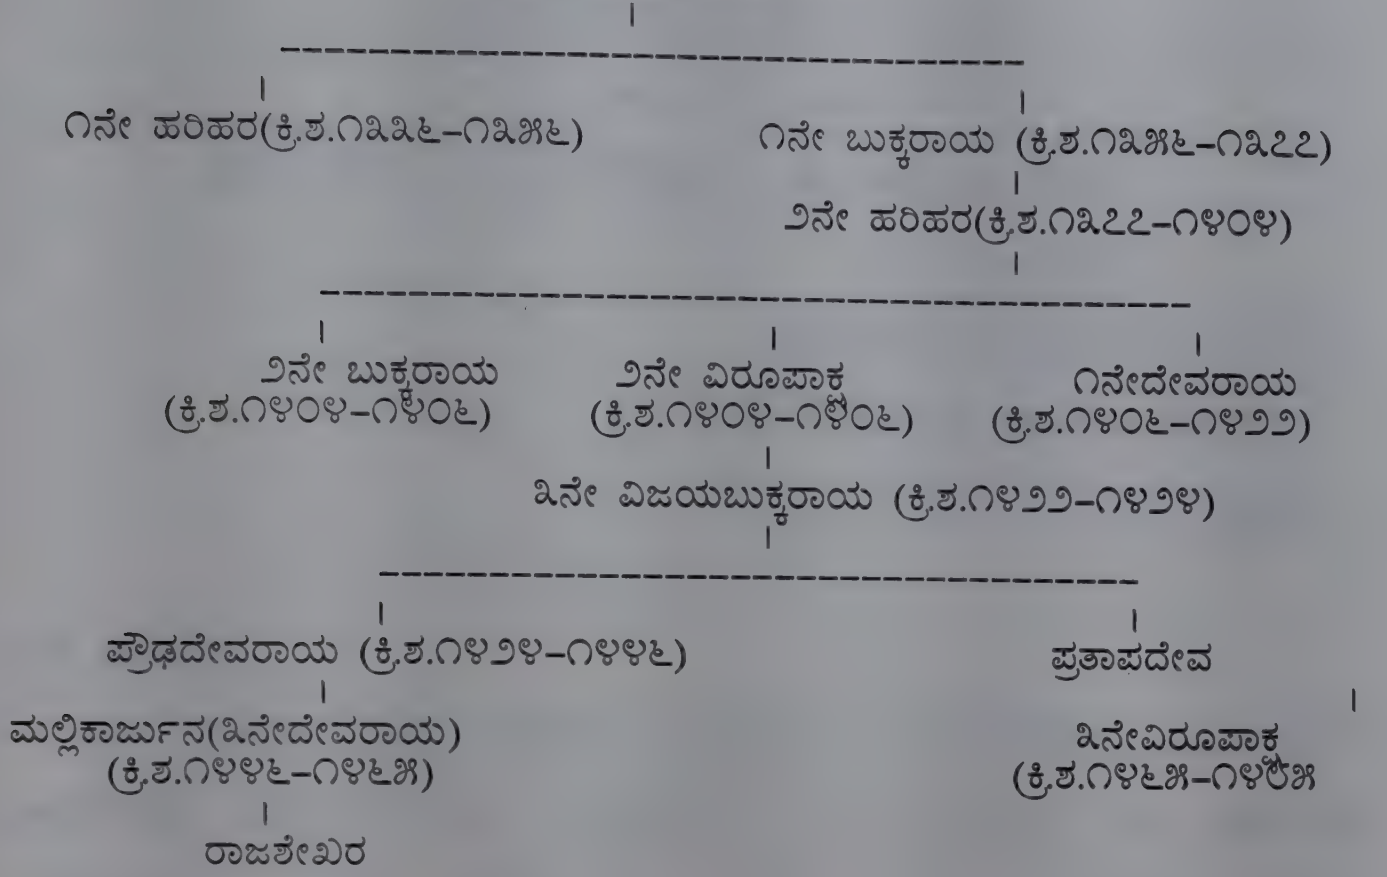 ೧ನೇ ಹರಿಹರ(ಕ್ರಿ.ಶ.೧೩೩೬–೧೩೫೬) ೧ನೇ ಬುಕ್ಕರಾಯ (ಕ್ರಿ.ಶ.೧೩೫೬–೧೩೭೭)
೨ನೇ ಹರಿಹರ(ಕ್ರಿ.ಶ.೧೩೭೭–೧೪೦೪)
೨ನೇ ಬುಕ್ಕರಾಯ ೨ನೇ ವಿರೂಪಾಕ್ಷ ೧ನೇದೇವರಾಯ
(ಕ್ರಿ.ಶ.೧೪೦೪–೧೪೦೬) (ಕ್ರಿ.ಶ.೧೪೦೪–೧೪೦೬) (ಕ್ರಿ.ಶ.೧೪೦೬–೧೪೨೨)
೩ನೇ ವಿಜಯಬುಕ್ಕರಾಯ (ಕ್ರಿ.ಶ.೧೪೨೨–೧೪೨೪)
ಪ್ರೌಢದೇವರಾಯ (ಕ್ರಿ.ಶ.೧೪೨೪–೧೪೪೬) ಪ್ರತಾಪದೇವ
ಮಲ್ಲಿಕಾರ್ಜುನ(೩ನೇದೇವರಾಯ) ೩ನೇವಿರೂಪಾಕ್ಷ
(ಕ್ರಿ.ಶ.೧೪೪೬–೧೪೬೫) (ಕ್ರಿ.ಶ.೧೪೬೫–೧೪೮೫
ರಾಜಶೇಖರ